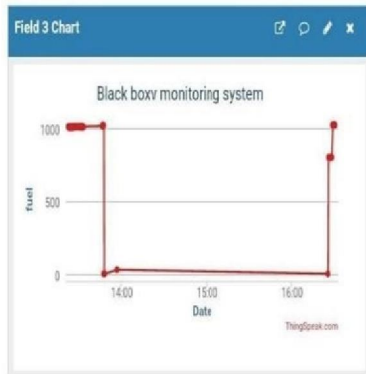 Field 3 Chart
Black boxv monitoring system
1000
500
0
fuel
14:00 15:00 16:00
Date
ThingSpeak.com